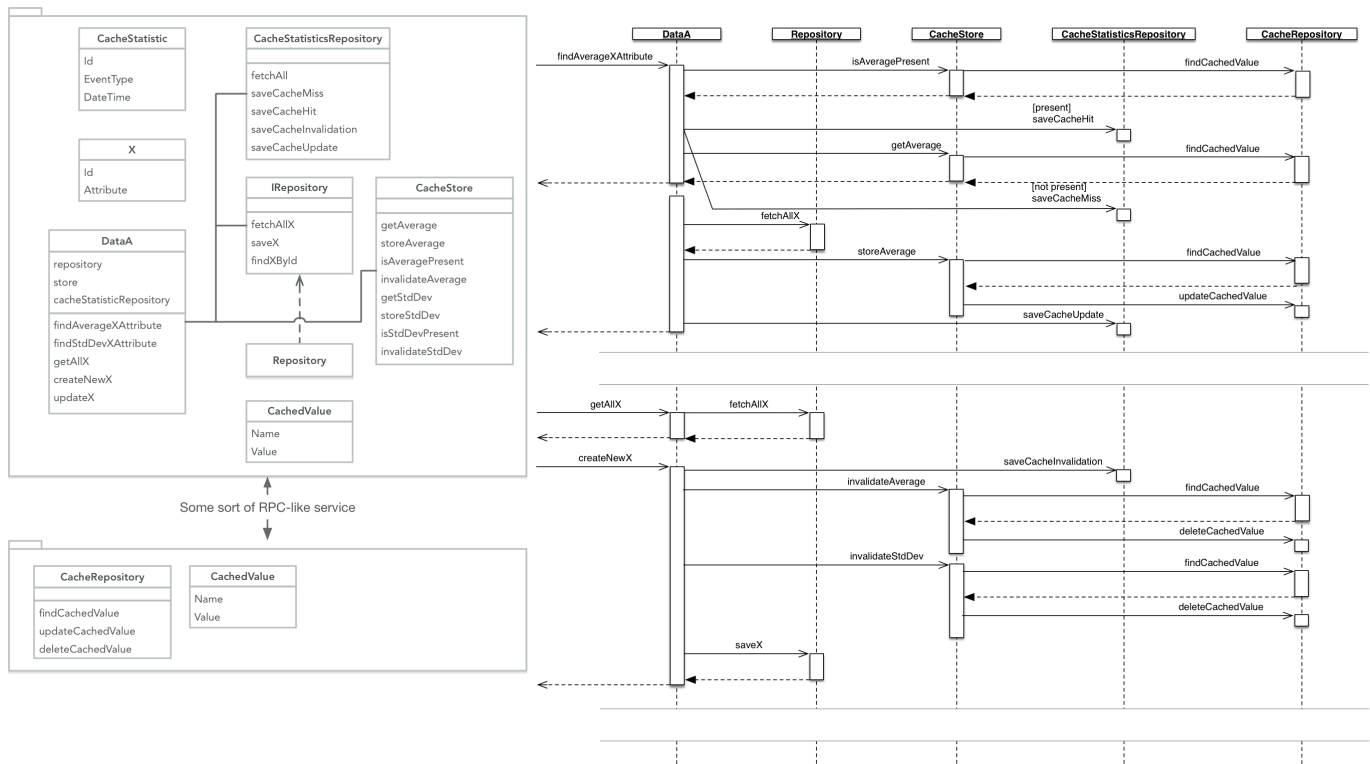 CacheStatistic
Id
EventType
DateTime
CacheStatisticsRepository
fetchAll
saveCacheMiss
saveCacheHit
saveCacheInvalidation
saveCacheUpdate
X
Id
Attribute
IRepository
fetchAllX
saveX
findXById
CacheStore
getAverage
storeAverage
isAveragePresent
invalidateAverage
getStdDev
storeStdDev
isStdDevPresent
invalidateStdDev
DataA
repository
store
cacheStatisticRepository
findAverageXAttribute
findStdDevXAttribute
getAllX
createNewX
updateX
Repository
CachedValue
Name
Value
Some sort of RPC-like service
CacheRepository
findCachedValue
updateCachedValue
deleteCachedValue
CachedValue
Name
Value
DataA
Repository
CacheStore
CacheStatisticsRepository
CacheRepository
findAverageXAttribute
isAveragePresent
findCachedValue
[present]
saveCacheHit
getAverage
findCachedValue
[not present]
saveCacheMiss
fetchAllX
storeAverage
findCachedValue
updateCachedValue
saveCacheUpdate
getAllX
fetchAllX
createNewX
saveCacheInvalidation
invalidateAverage
findCachedValue
deleteCachedValue
invalidateStdDev
findCachedValue
deleteCachedValue
saveX